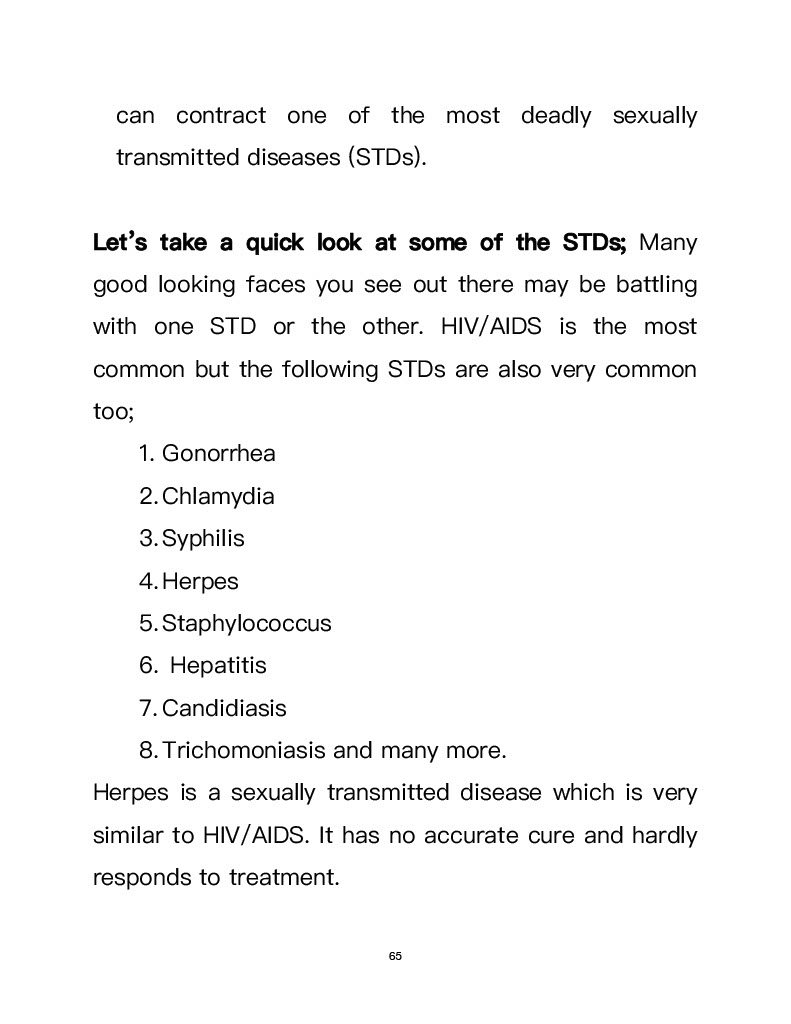 can contract one of the most deadly sexually
transmitted diseases (STDs).
Let's take a quick look at some of the STDs; Many
good looking faces you see out there may be battling
with one STD or the other. HIV/AIDS is the most
common but the following STDs are also very common
too;
1. Gonorrhea
2. Chlamydia
3. Syphilis
4. Herpes
5. Staphylococcus
6. Hepatitis
7. Candidiasis
8. Trichomoniasis and many more.
Herpes is a sexually transmitted disease which is very
similar to HIV/AIDS. It has no accurate cure and hardly
responds to treatment.
65